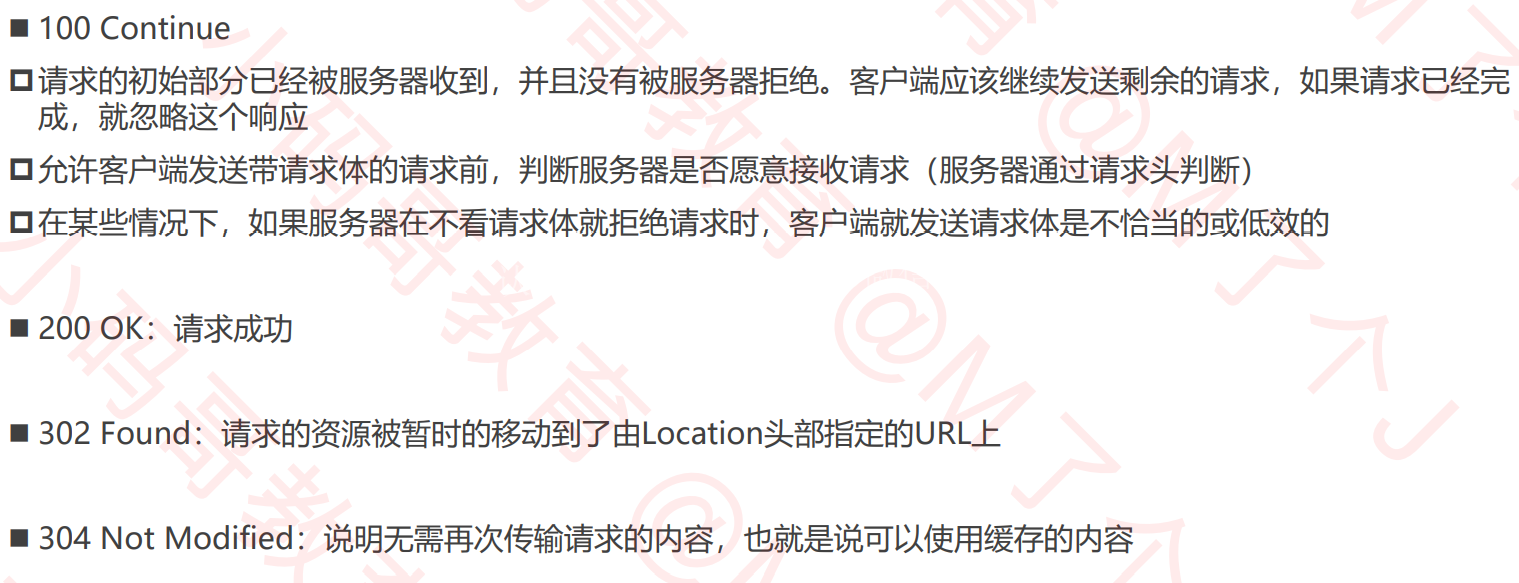 ■ 100 Continue
请求的初始部分已经被服务器收到，并且没有被服务器拒绝。客户端应该继续发送剩余的请求，如果请求已经完
成，就忽略这个响应
允许客户端发送带请求体的请求前，判断服务器是否愿意接收请求（服务器通过请求头判断）
在某些情况下，如果服务器在不看请求体就拒绝请求时，客户端就发送请求体是不恰当的或低效的
■ 200 OK：请求成功
■ 302 Found：请求的资源被暂时的移动到了由Location头部指定的URL上
■ 304 Not Modified：说明无需再次传输请求的内容，也就是说可以使用缓存的内容
小码哥教育 @M了个J